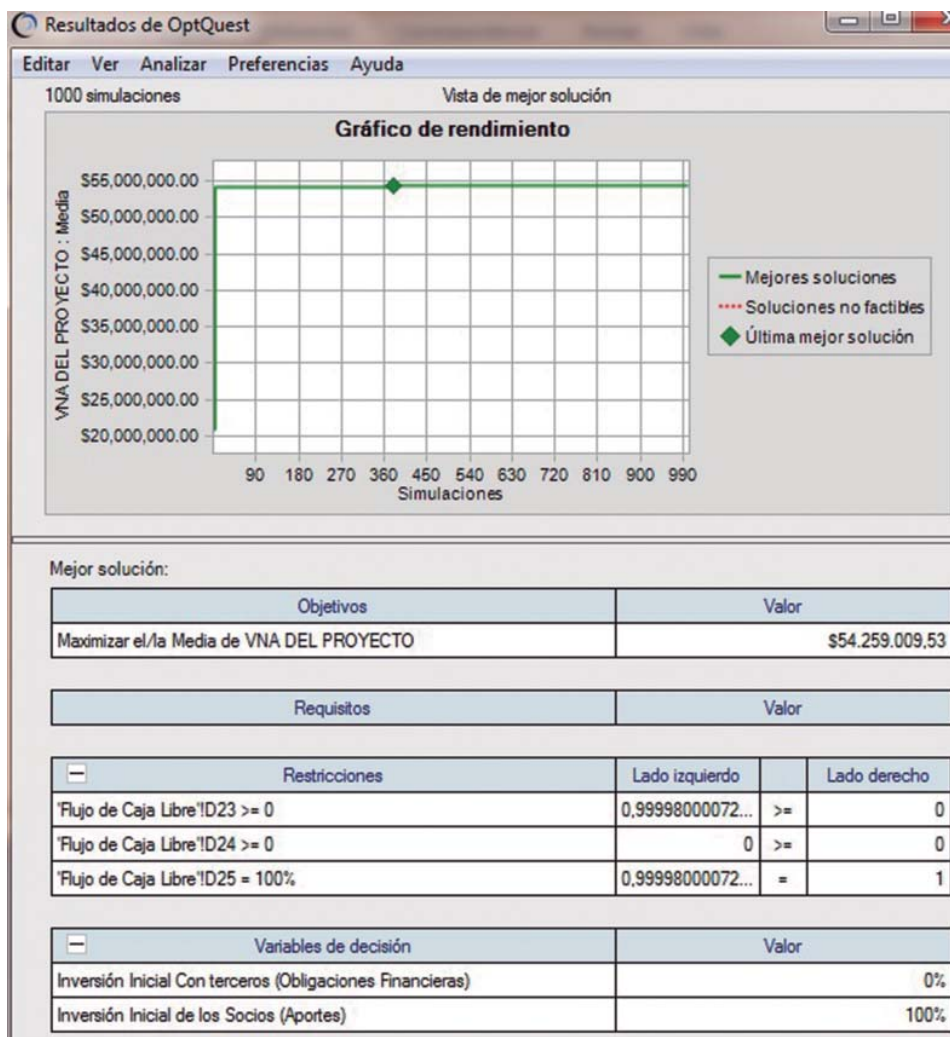 Resultados de OptQuest
Editar Ver Analizar Preferencias Ayuda
1000 simulaciones Vista de mejor solución
Gráfico de rendimiento
VNA DEL PROYECTO : Media
$55,000,000.00
$50,000,000.00
$45,000,000.00
$40,000,000.00
$35,000,000.00
$30,000,000.00
$25,000,000.00
$20,000,000.00
90 180 270 360 450 540 630 720 810 900 990
Simulaciones
Mejores soluciones
Soluciones no factibles
Última mejor solución
Mejor solución:
Objetivos Valor
Maximizar el/la Media de VNA DEL PROYECTO $54.259.009,53
Requisitos Valor
Restricciones Lado izquierdo Lado derecho
'Flujo de Caja Libre'!D23 >= 0 0,99998000072... >= 0
'Flujo de Caja Libre'!D24 >= 0 0 >= 0
'Flujo de Caja Libre'!D25 = 100% 0,99998000072... = 1
Variables de decisión Valor
Inversión Inicial Con terceros (Obligaciones Financieras) 0%
Inversión Inicial de los Socios (Aportes) 100%